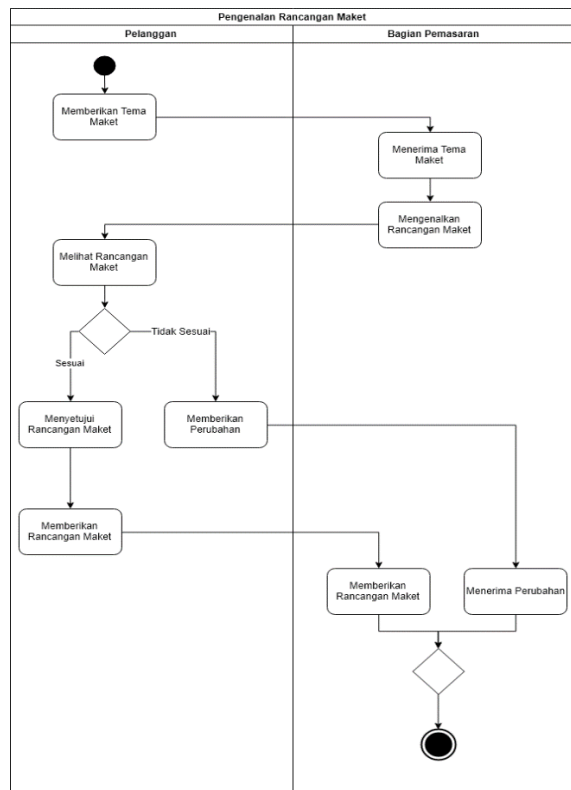 Pengenalan Rancangan Maket
Pelanggan
Bagian Pemasaran
Memberikan Tema
Maket
Menerima Tema
Maket
Mengenalkan
Rancangan Maket
Melihat Rancangan
Maket
Tidak Sesuai
Sesuai
Menyetujui
Rancangan Maket
Memberikan
Perubahan
Memberikan
Rancangan Maket
Memberikan
Rancangan Maket
Menerima Perubahan